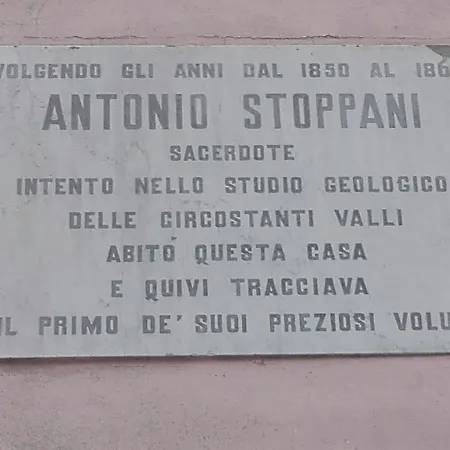 VOLGENDO GLI ANNI DAL 1850 AL 186
ANTONIO STOPPANI
SACERDOTE
INTENTO NELLO STUDIO GEOLOGICO
DELLE CIRCOSTANTI VALLI
ABITÒ QUESTA CASA
E QUIVI TRACCIAVA
IL PRIMO DE' SUOI PREZIOSI VOLU